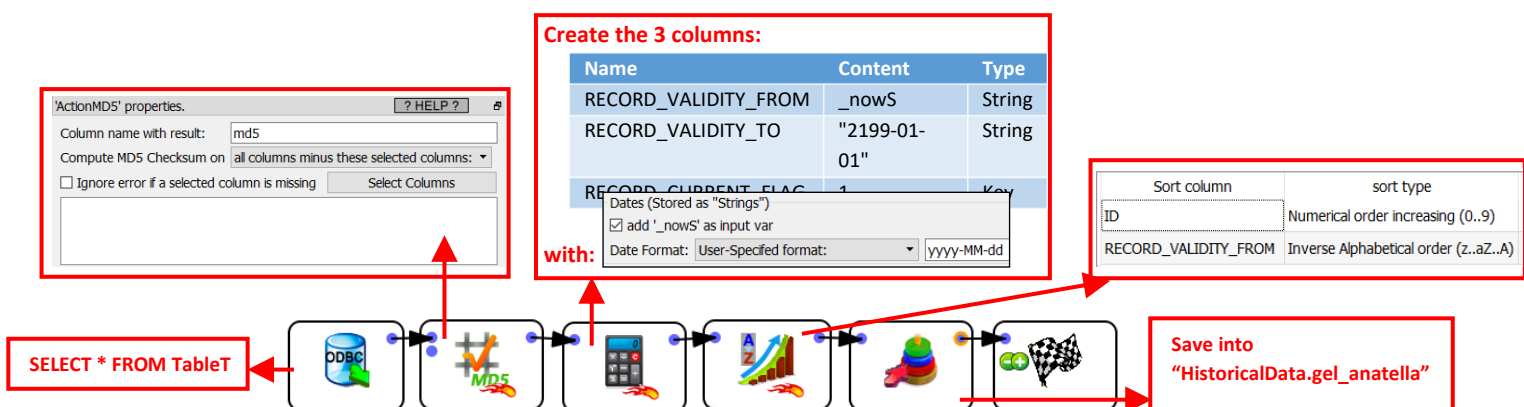 Create the 3 columns:
Name Content Type
RECORD_VALIDITY_FROM _nowS String
RECORD_VALIDITY_TO "2199-01- String
01"
RECORD_CURRENT_FLAG 1 Key
Dates (Stored as "Strings")
add '_nowS' as input var
with:
Date Format: User-Specifed format: yyyy-MM-dd
'ActionMD5' properties. ? HELP ?
Column name with result: md5
Compute MD5 Checksum on all columns minus these selected columns:
Ignore error if a selected column is missing Select Columns
Sort column sort type
ID Numerical order increasing (0..9)
RECORD_VALIDITY_FROM Inverse Alphabetical order (z..aZ..A)
SELECT * FROM TableT
ODBC
MD5
A
Z
Save into
“HistoricalData.gel_anatella”